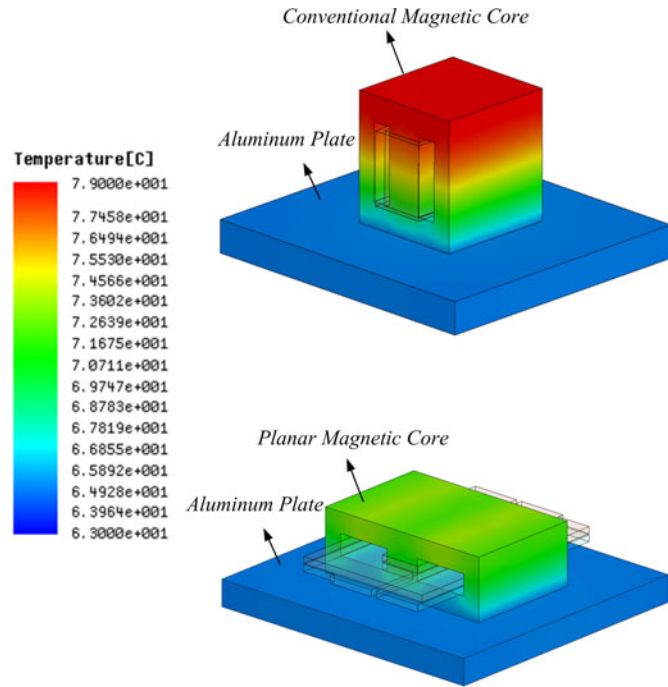 Conventional Magnetic Core
Aluminum Plate
Temperature[C]
7.9000e+001
7.7458e+001
7.6494e+001
7.5530e+001
7.4566e+001
7.3602e+001
7.2639e+001
7.1675e+001
7.0711e+001
6.9747e+001
6.8783e+001
6.7819e+001
6.6855e+001
6.5892e+001
6.4928e+001
6.3964e+001
6.3000e+001
Planar Magnetic Core
Aluminum Plate